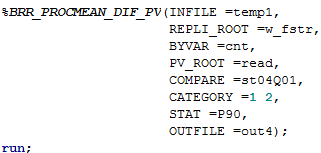 %BRR_PROCMEAN_DIF_PV(INFILE =temp1,
REPLI_ROOT =w_fstr,
BYVAR =cnt,
PV_ROOT =read,
COMPARE =st04Q01,
CATEGORY =1 2,
STAT =P90,
OUTFILE =out4);
run;